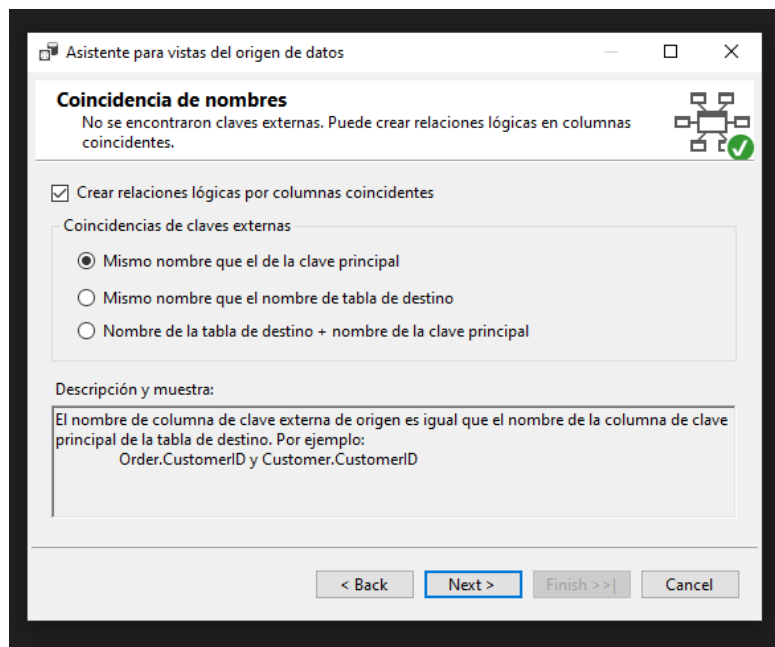 Asistente para vistas del origen de datos
Coincidencia de nombres
No se encontraron claves externas. Puede crear relaciones lógicas en columnas
coincidentes.
Crear relaciones lógicas por columnas coincidentes
Coincidencias de claves externas
Mismo nombre que el de la clave principal
Mismo nombre que el nombre de tabla de destino
Nombre de la tabla de destino + nombre de la clave principal
Descripción y muestra:
El nombre de columna de clave externa de origen es igual que el nombre de la columna de clave
principal de la tabla de destino. Por ejemplo:
Order.CustomerID y Customer.CustomerID
< Back
Next >
Finish >>|
Cancel